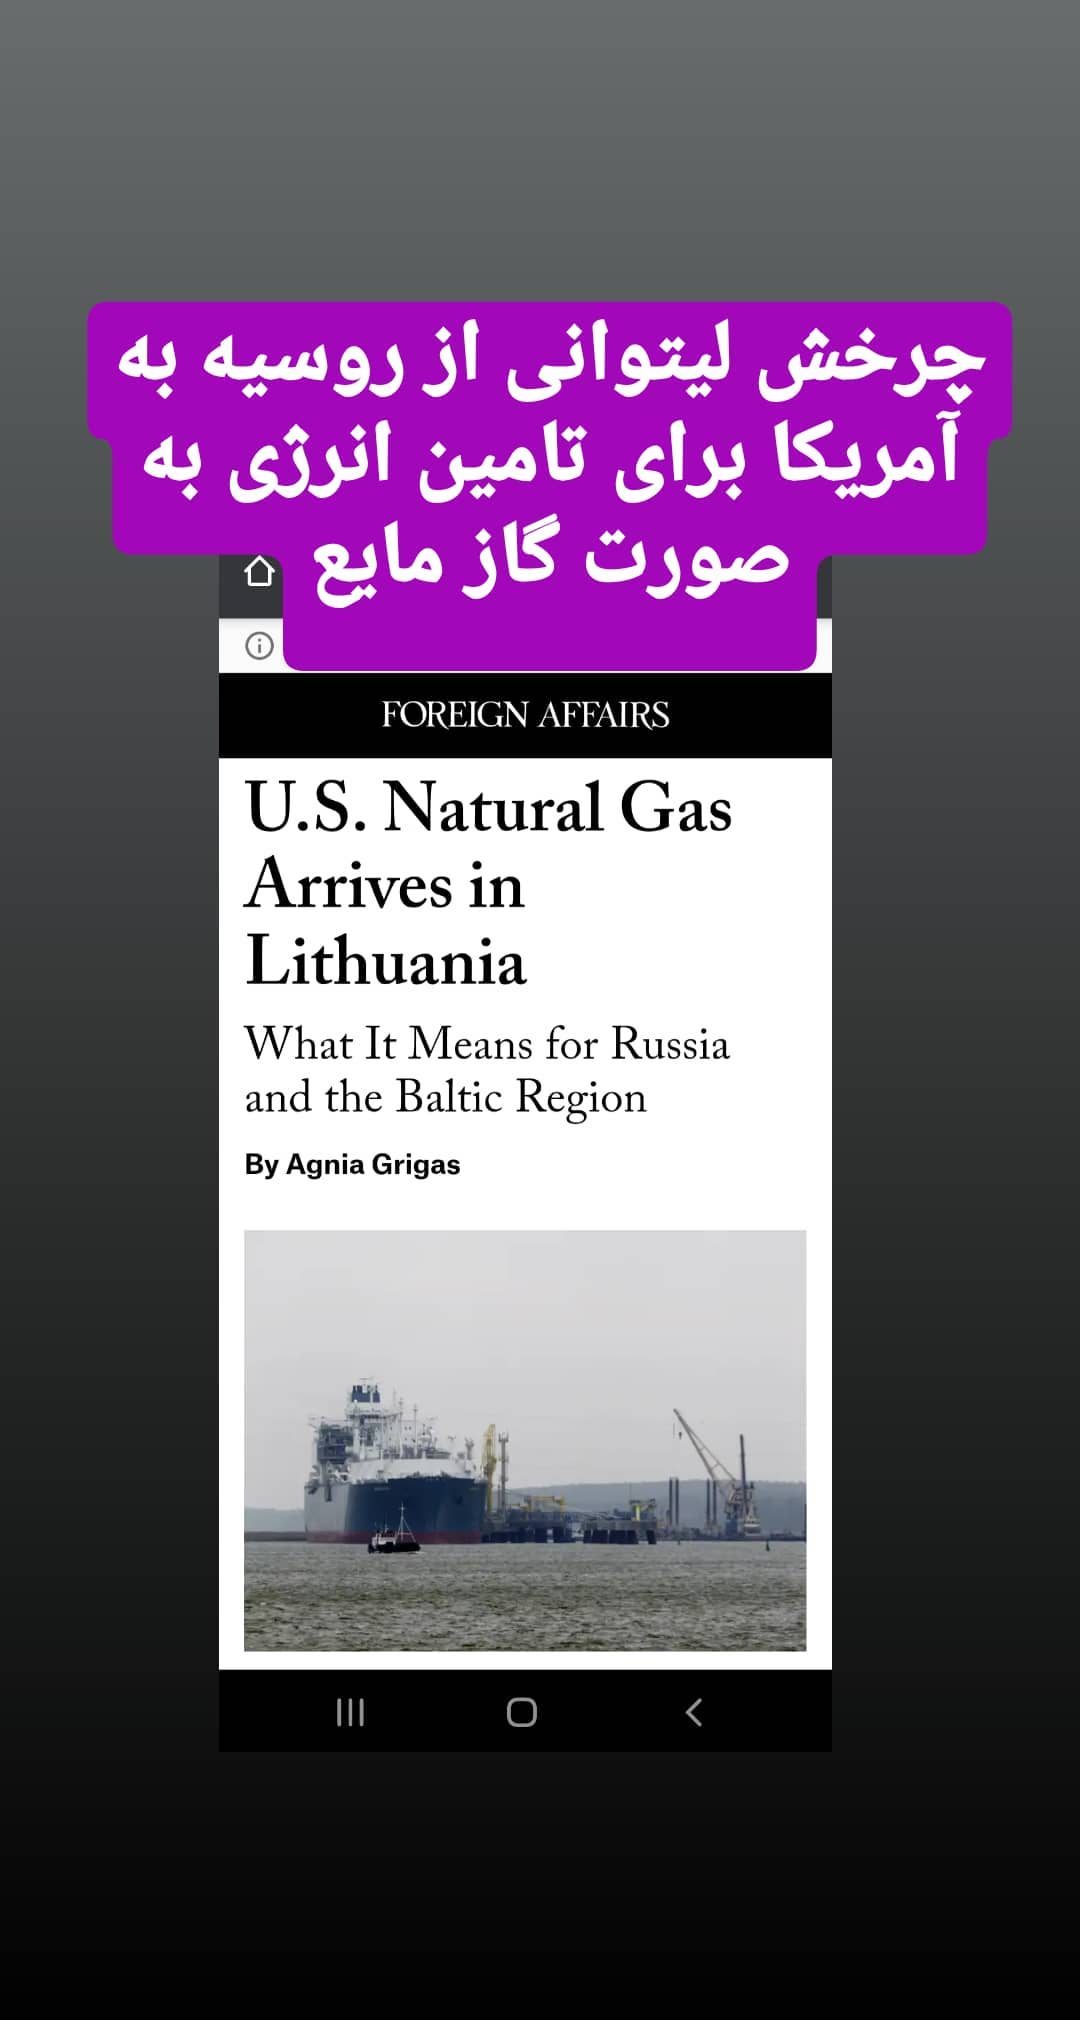 چرخش لیتوانی از روسیه به
آمریکا برای تامین انرژی به
صورت گاز مایع
FOREIGN AFFAIRS
U.S. Natural Gas
Arrives in
Lithuania
What It Means for Russia
and the Baltic Region
By Agnia Grigas